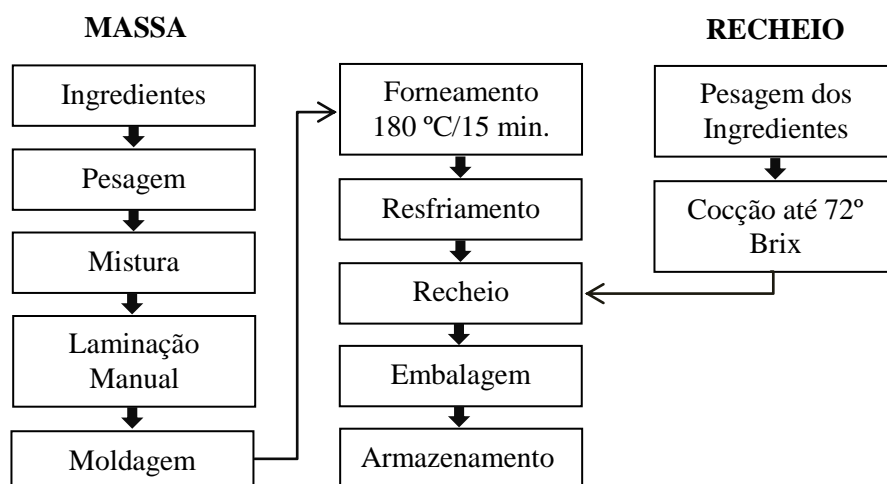 MASSA
Ingredientes
Pesagem
Mistura
Laminação
Manual
Moldagem
Forneamento
180 ºC/15 min.
Resfriamento
Recheio
Embalagem
Armazenamento
RECHEIO
Pesagem dos
Ingredientes
Cocção até 72º
Brix